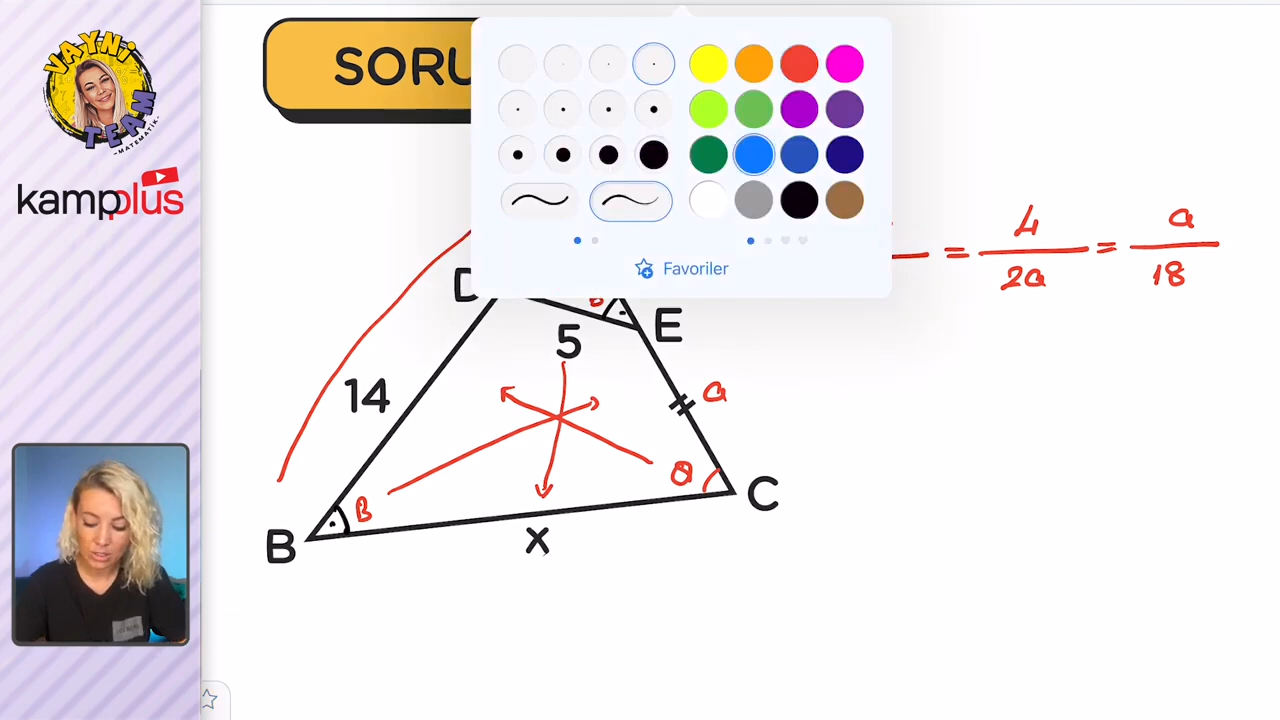 VAYNi
TEAM
-MATEMATİK-
kampplus
SORU
Favoriler
4
a
=
=
2a
18
D
B
E
5
14
a
B
θ
C
B
x